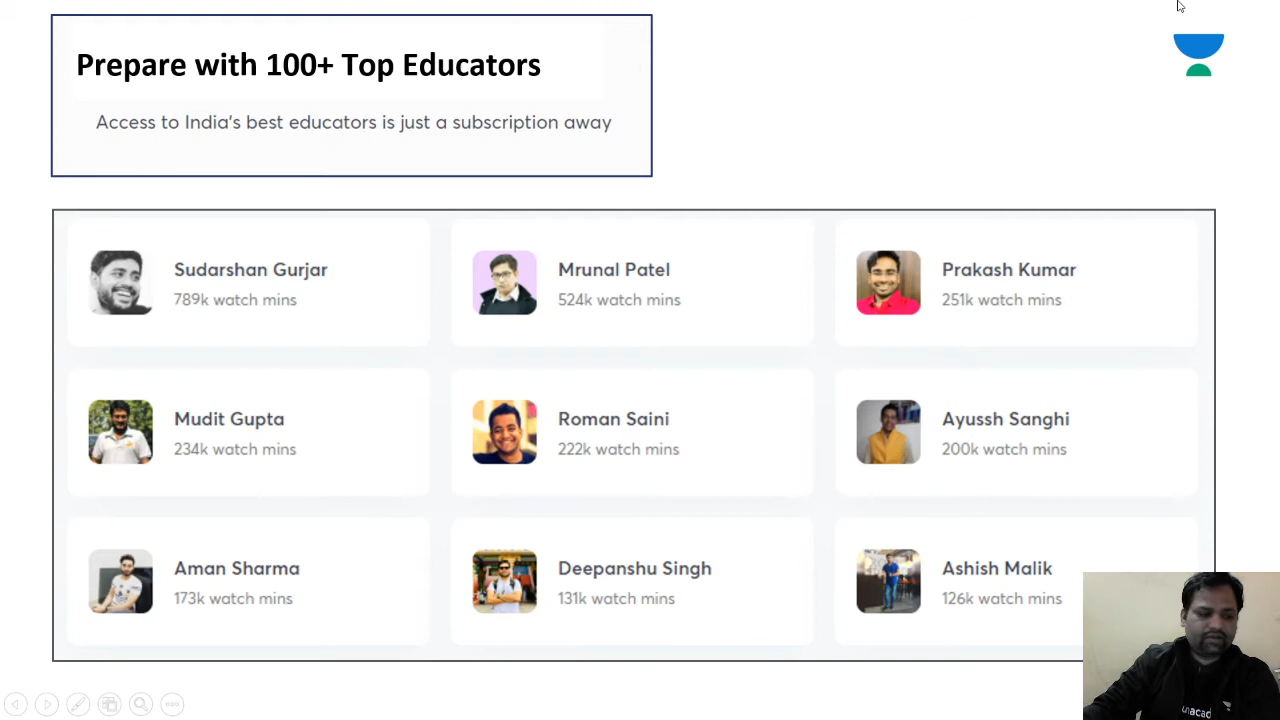 Prepare with 100+ Top Educators
Access to India's best educators is just a subscription away
Sudarshan Gurjar
789k watch mins
Mrunal Patel
524k watch mins
Prakash Kumar
251k watch mins
Mudit Gupta
234k watch mins
Roman Saini
222k watch mins
Ayussh Sanghi
200k watch mins
Aman Sharma
173k watch mins
Deepanshu Singh
131k watch mins
Ashish Malik
126k watch mins